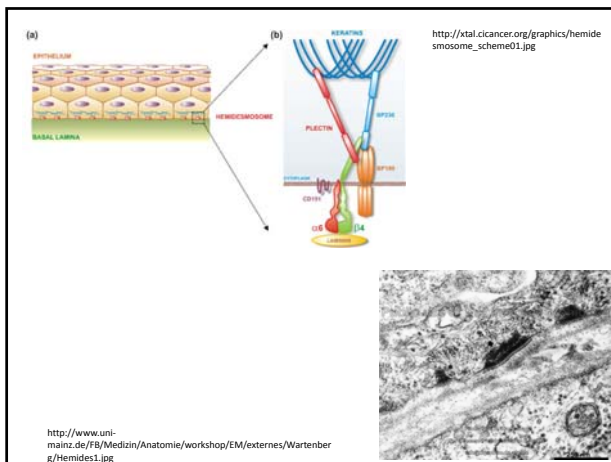 (a)
EPITHELIUM
HEMIDESMOSOME
BASAL LAMINA
(b)
KERATINS
PLECTIN
BP230
BP180
CYTOPLASM
CD151
α6
β4
LAMININ
http://xtal.cicancer.org/graphics/hemide
smosome_scheme01.jpg
http://www.uni-
mainz.de/FB/Medizin/Anatomie/workshop/EM/externes/Wartenber
g/Hemides1.jpg